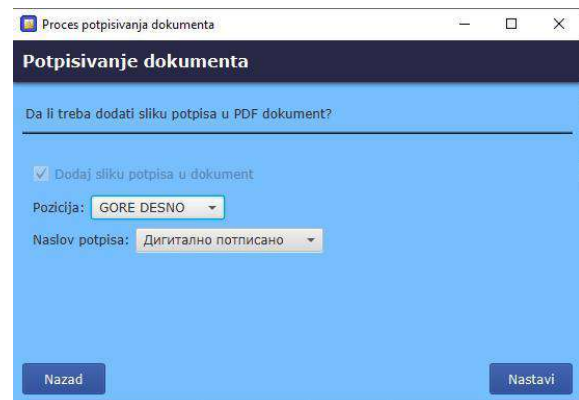 Proces potpisivanja dokumenta
Potpisivanje dokumenta
Da li treba dodati sliku potpisa u PDF dokument?
Dodaj sliku potpisa u dokument
Pozicija: GORE DESNO
Naslov potpisa: Дигитално потписано
Nazad Nastavi